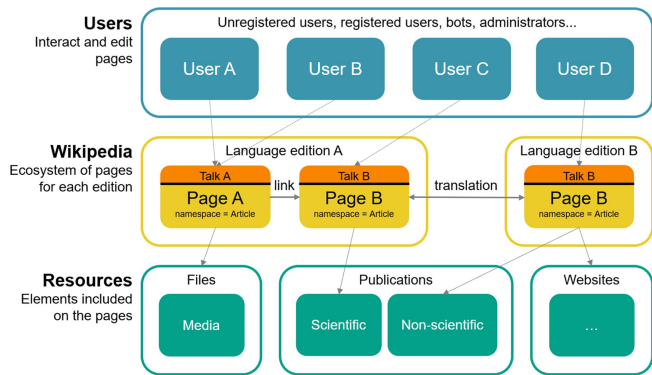 Users
Interact and edit
pages
Unregistered users, registered users, bots, administrators...
User A
User B
User C
User D
Wikipedia
Ecosystem of pages
for each edition
Language edition A
Language edition B
Talk A
Page A
namespace = Article
link
Talk B
Page B
namespace = Article
translation
Talk B
Page B
namespace = Article
Resources
Elements included
on the pages
Files
Media
Publications
Scientific
Non-scientific
Websites
...